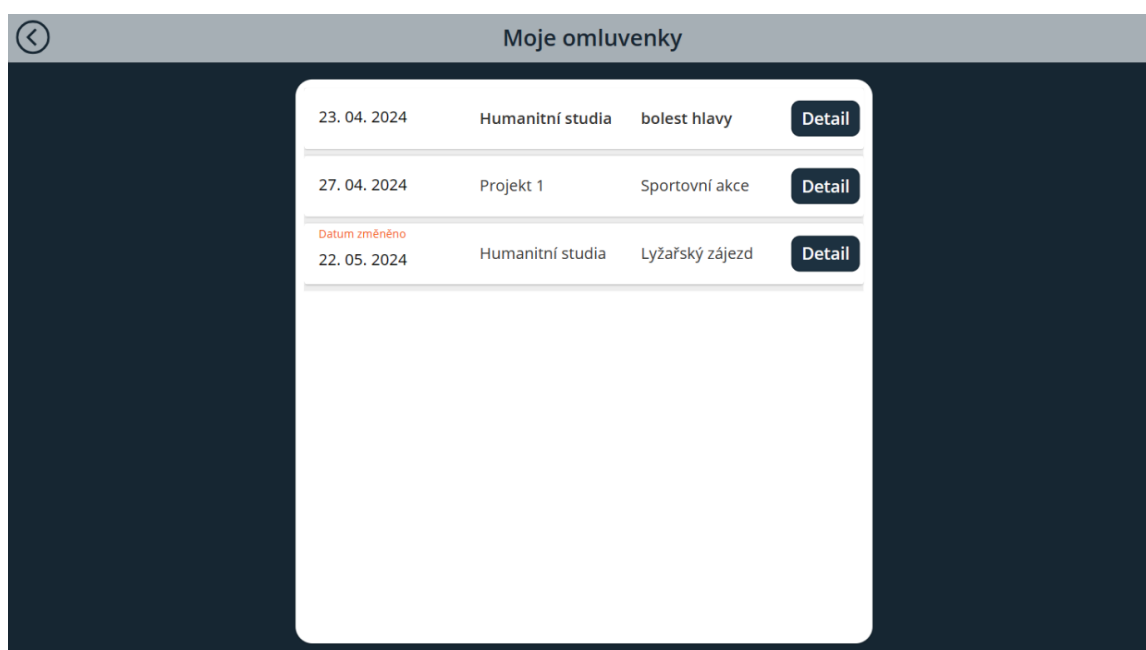 Moje omluvenky
23. 04. 2024 Humanitní studia bolest hlavy Detail
27. 04. 2024 Projekt 1 Sportovní akce Detail
Datum změněno
22. 05. 2024 Humanitní studia Lyžařský zájezd Detail